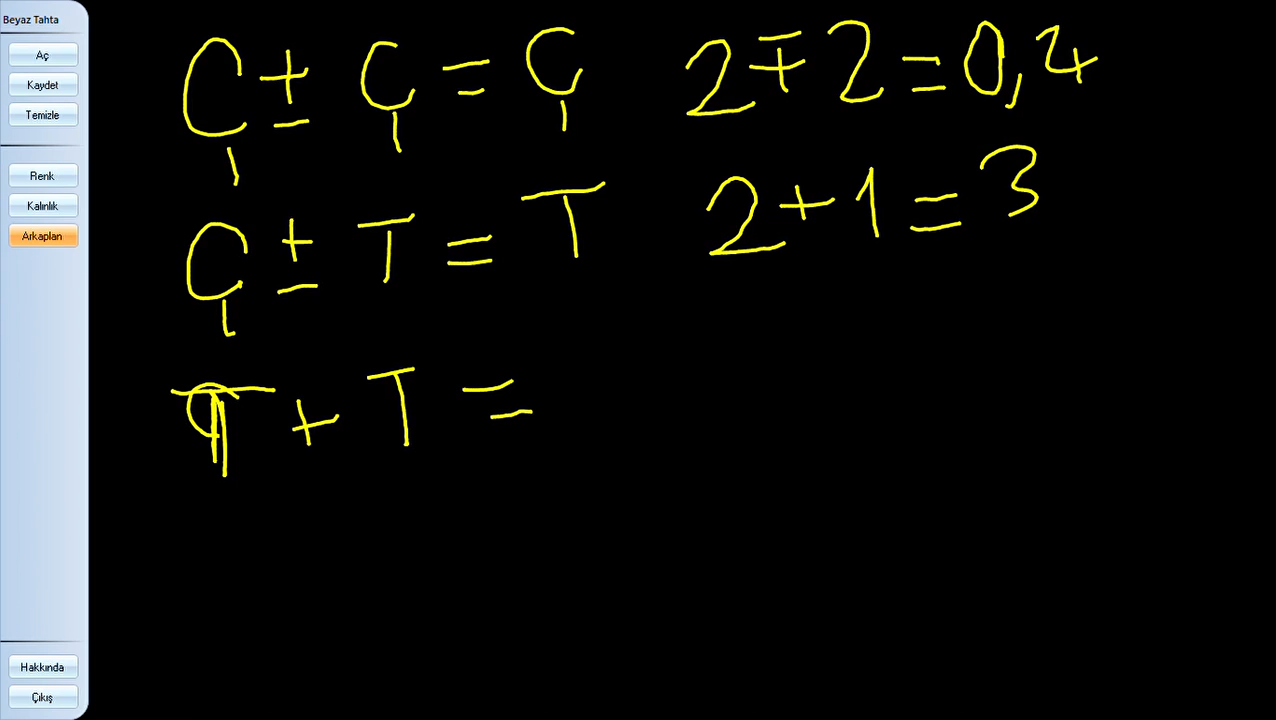 Beyaz Tahta
Aç
Kaydet
Temizle
Renk
Kalınlık
Arkaplan
Hakkında
Çıkış
Ç ± Ç = Ç 2 ∓ 2 = 0,4
Ç ± T = T 2 + 1 = 3
T + T =